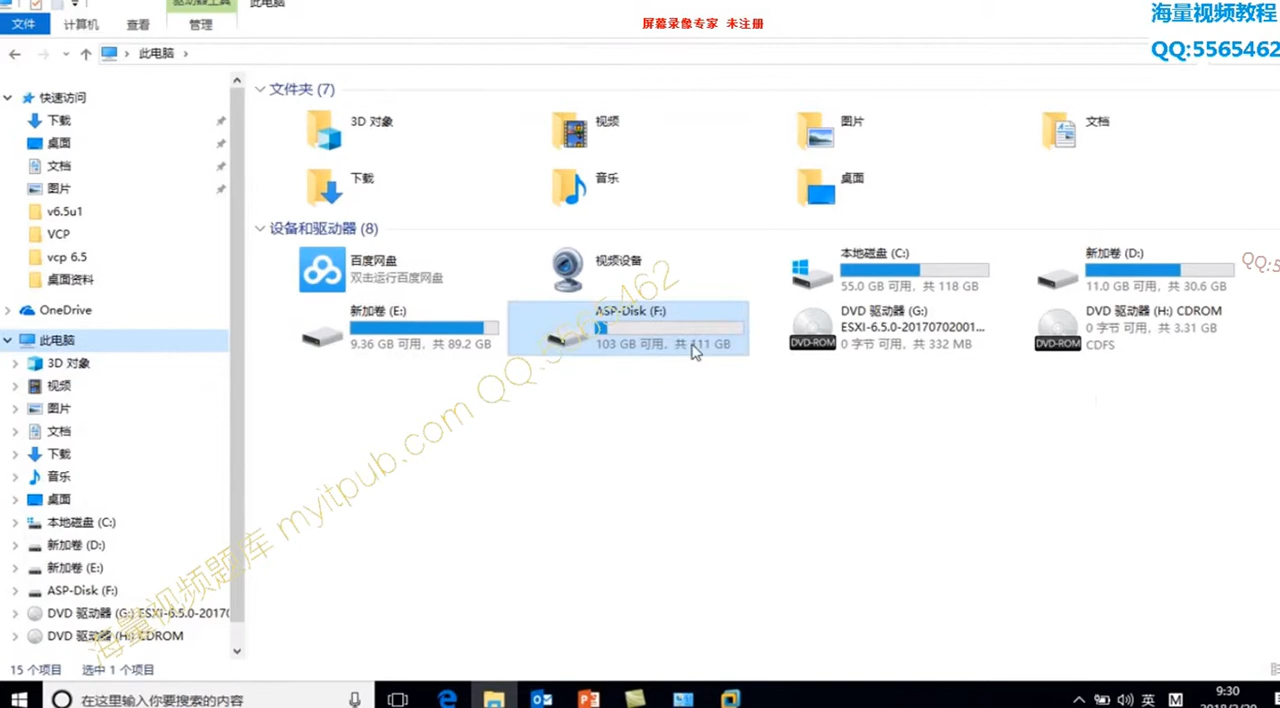 此电脑
海量视频教程
文件
计算机
查看
管理
屏幕录像专家 未注册
QQ:5565462
此电脑
快速访问
下载
桌面
文档
图片
v6.5u1
VCP
vcp 6.5
桌面资料
OneDrive
此电脑
3D 对象
视频
图片
文档
下载
音乐
桌面
本地磁盘 (C:)
新加卷 (D:)
新加卷 (E:)
ASP-Disk (F:)
DVD 驱动器 (G:) ESXI-6.5.0-2017(
DVD 驱动器 (H:) CDROM
文件夹 (7)
3D 对象
视频
图片
文档
下载
音乐
桌面
设备和驱动器 (8)
百度网盘
双击运行百度网盘
视频设备
本地磁盘 (C:)
55.0 GB 可用，共 118 GB
新加卷 (D:)
11.0 GB 可用，共 30.6 GB
新加卷 (E:)
9.36 GB 可用，共 89.2 GB
ASP-Disk (F:)
103 GB 可用，共 111 GB
DVD-ROM
DVD 驱动器 (G:)
ESXI-6.5.0-20170702001...
0 字节 可用，共 332 MB
DVD-ROM
DVD 驱动器 (H:) CDROM
0 字节 可用，共 3.31 GB
CDFS
QQ:5
海量视频题库 myitpub.com QQ:5565462
15 个项目
选中 1 个项目
在这里输入你要搜索的内容
英
M
9:30